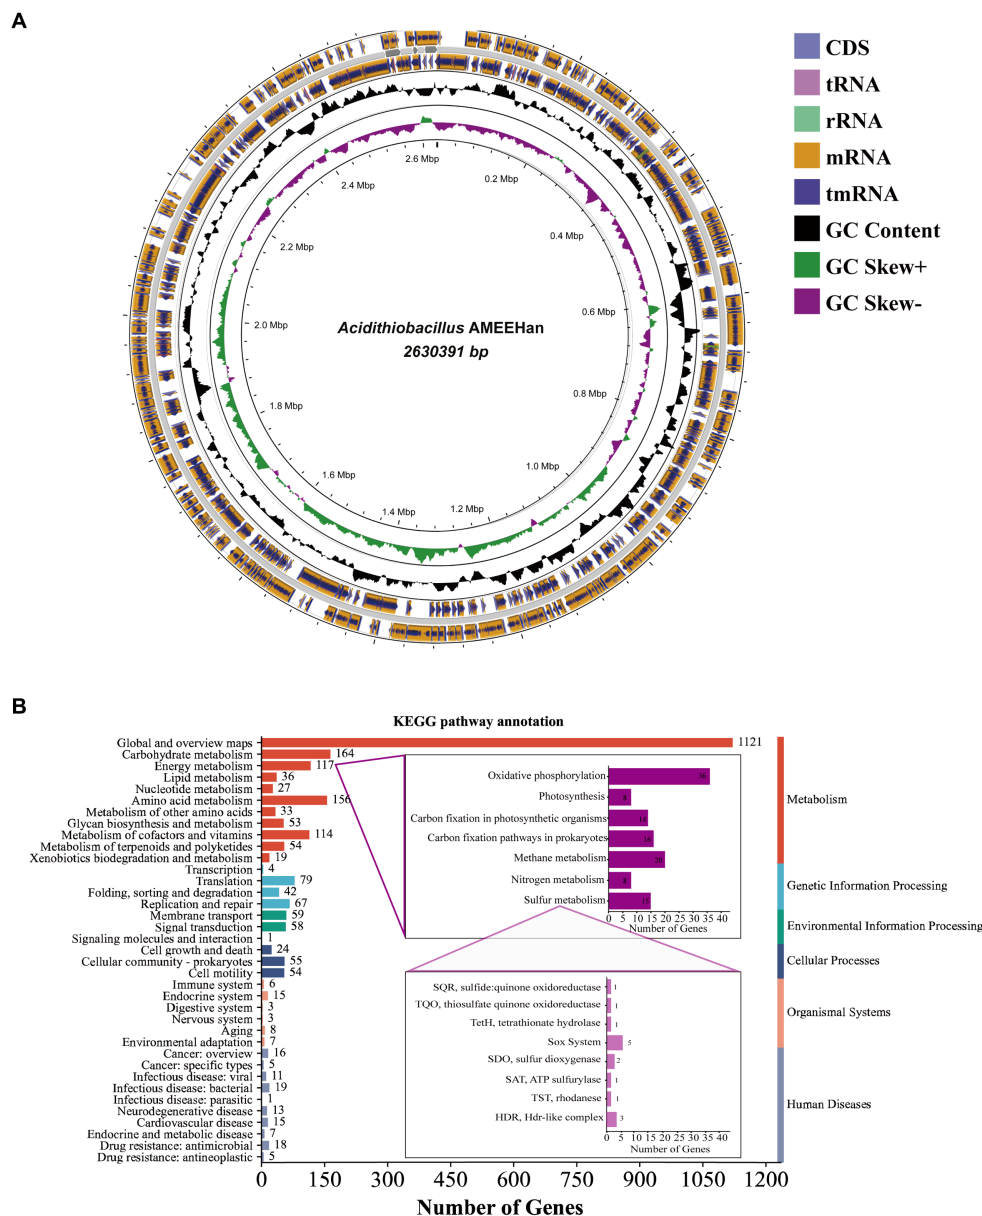 A
CDS
tRNA
rRNA
mRNA
tmRNA
GC Content
GC Skew+
GC Skew-
2.6 Mbp
0.2 Mbp
0.4 Mbp
0.6 Mbp
0.8 Mbp
1.0 Mbp
1.2 Mbp
1.4 Mbp
1.6 Mbp
1.8 Mbp
2.0 Mbp
2.2 Mbp
2.4 Mbp
Acidithiobacillus AMEEHan
2630391 bp
B
KEGG pathway annotation
Global and overview maps 1121
Carbohydrate metabolism 164
Energy metabolism 117
Lipid metabolism 36
Nucleotide metabolism 27
Amino acid metabolism 156
Metabolism of other amino acids 33
Glycan biosynthesis and metabolism 53
Metabolism of cofactors and vitamins 114
Metabolism of terpenoids and polyketides 54
Xenobiotics biodegradation and metabolism 19
Transcription 4
Translation 79
Folding, sorting and degradation 42
Replication and repair 67
Membrane transport 59
Signal transduction 58
Signaling molecules and interaction 1
Cell growth and death 24
Cellular community - prokaryotes 55
Cell motility 54
Immune system 6
Endocrine system 15
Digestive system 3
Nervous system 3
Aging 8
Environmental adaptation 7
Cancer: overview 16
Cancer: specific types 5
Infectious disease: viral 11
Infectious disease: bacterial 19
Infectious disease: parasitic 1
Neurodegenerative disease 13
Cardiovascular disease 15
Endocrine and metabolic disease 7
Drug resistance: antimicrobial 18
Drug resistance: antineoplastic 5
0 150 300 450 600 750 900 1050 1200
Number of Genes
Oxidative phosphorylation 36
Photosynthesis 8
Carbon fixation in photosynthetic organisms 14
Carbon fixation pathways in prokaryotes 16
Methane metabolism 20
Nitrogen metabolism 8
Sulfur metabolism 15
0 5 10 15 20 25 30 35 40
Number of Genes
SQR, sulfide:quinone oxidoreductase 1
TQO, thiosulfate quinone oxidoreductase 1
TetH, tetrathionate hydrolase 1
Sox System 5
SDO, sulfur dioxygenase 2
SAT, ATP sulfurylase 1
TST, rhodanese 1
HDR, Hdr-like complex 3
0 5 10 15 20 25 30 35 40
Number of Genes
Metabolism
Genetic Information Processing
Environmental Information Processing
Cellular Processes
Organismal Systems
Human Diseases